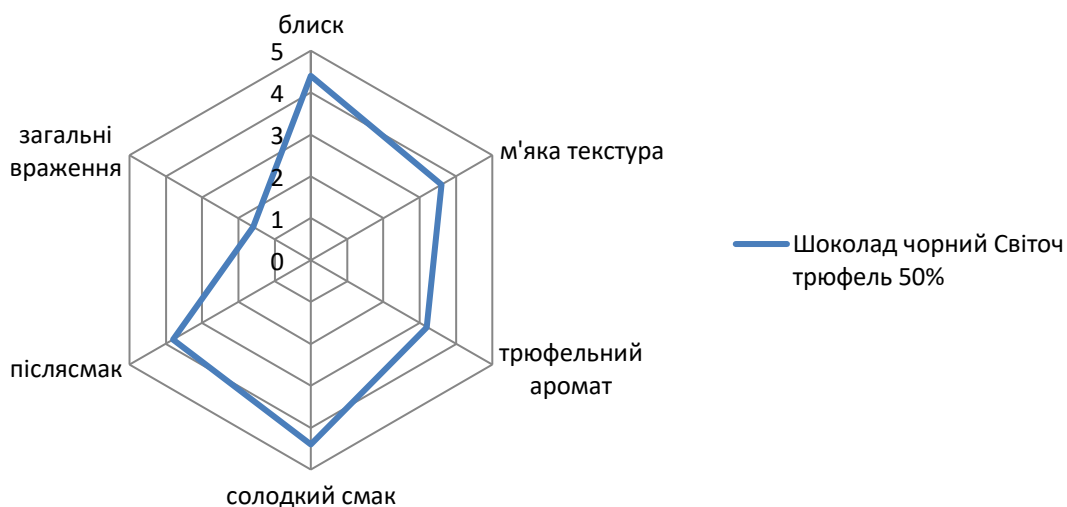 блиск
5
4
3
2
1
0
м'яка текстура
трюфельний
аромат
солодкий смак
післясмак
загальні
враження
Шоколад чорний Світоч
трюфель 50%